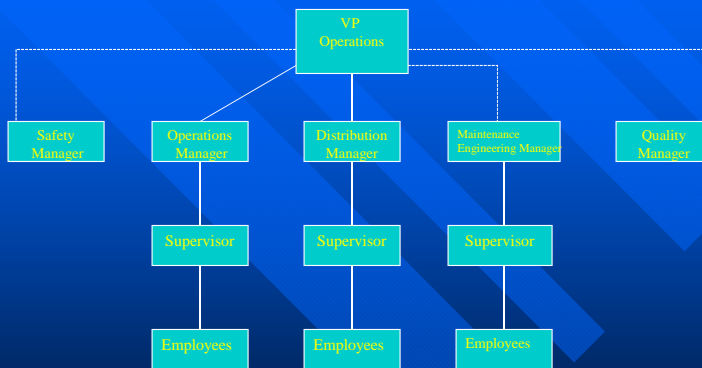 VP
Operations
Safety
Manager
Operations
Manager
Distribution
Manager
Maintenance
Engineering Manager
Quality
Manager
Supervisor
Supervisor
Supervisor
Employees
Employees
Employees